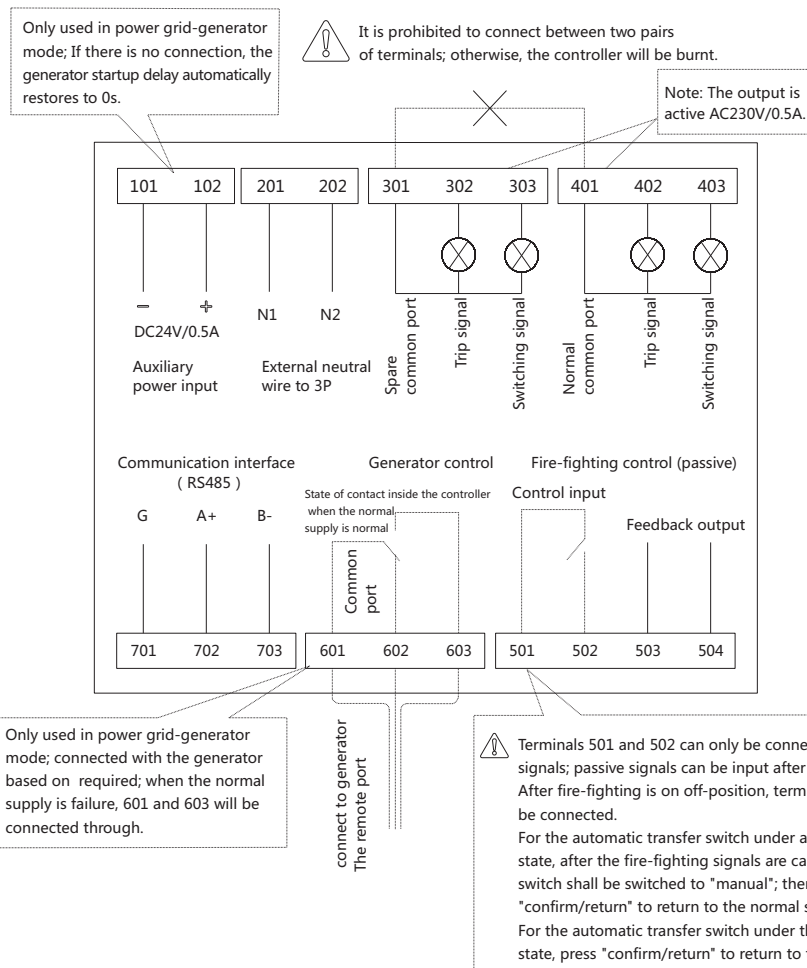 Only used in power grid-generator
mode; If there is no connection, the
generator startup delay automatically
restores to 0s.
It is prohibited to connect between two pairs
of terminals; otherwise, the controller will be burnt.
Note: The output is
active AC230V/0.5A.
101 102 201 202 301 302 303 401 402 403
− +
DC24V/0.5A
Auxiliary
power input
N1 N2
External neutral
wire to 3P
Spare
common port
Trip signal
Switching signal
Normal
common port
Trip signal
Switching signal
Communication interface
( RS485 )
G A+ B-
Generator control
State of contact inside the controller
when the normal
supply is normal
Common
port
Fire-fighting control (passive)
Control input
Feedback output
701 702 703 601 602 603 501 502 503 504
Only used in power grid-generator
mode; connected with the generator
based on required; when the normal
supply is failure, 601 and 603 will be
connected through.
connect to generator
The remote port
Terminals 501 and 502 can only be connec
signals; passive signals can be input after
After fire-fighting is on off-position, term
be connected.
For the automatic transfer switch under a
state, after the fire-fighting signals are ca
switch shall be switched to "manual"; ther
"confirm/return" to return to the normal s
For the automatic transfer switch under th
state, press "confirm/return" to return to